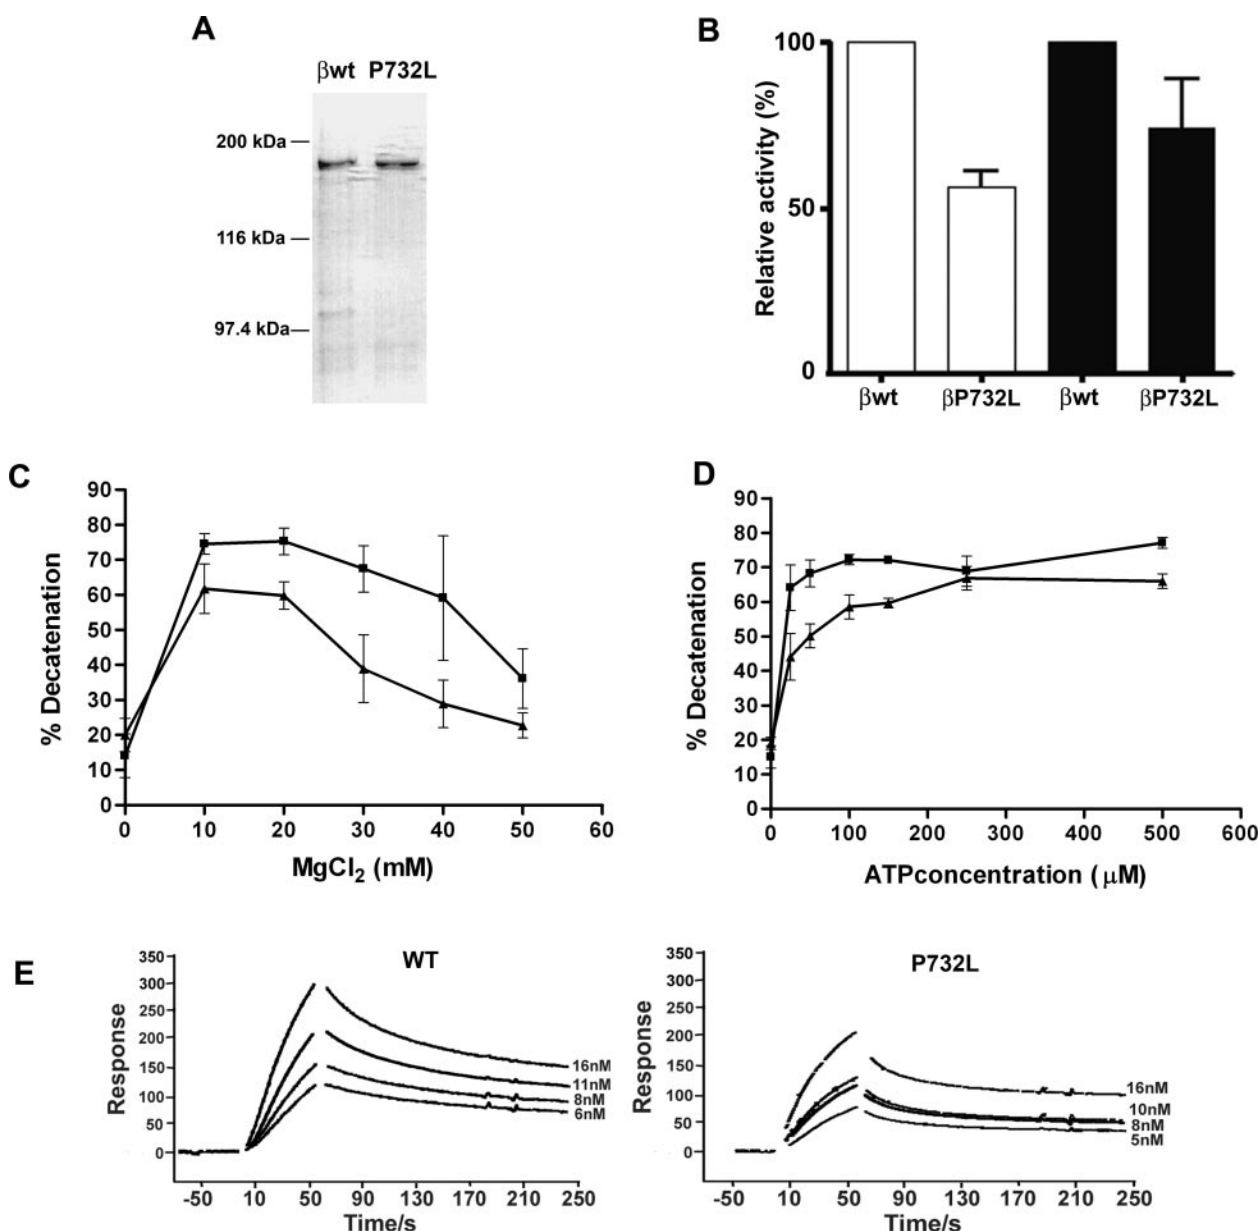 A
βwt P732L
200 kDa
116 kDa
97.4 kDa
B
Relative activity (%)
100
50
0
βwt
βP732L
βwt
βP732L
C
% Decatenation
90
80
70
60
50
40
30
20
10
0
0 10 20 30 40 50 60
MgCl₂ (mM)
D
% Decatenation
90
80
70
60
50
40
30
20
10
0
0 100 200 300 400 500 600
ATPconcentration (μM)
E
WT
Response
350
300
250
200
150
100
50
0
16nM
11nM
8nM
6nM
-50 10 50 110 170 210 250
Time/s
P732L
Response
350
300
250
200
150
100
50
0
16nM
10nM
8nM
5nM
-50 10 50 90 130 170 210 250
Time/s